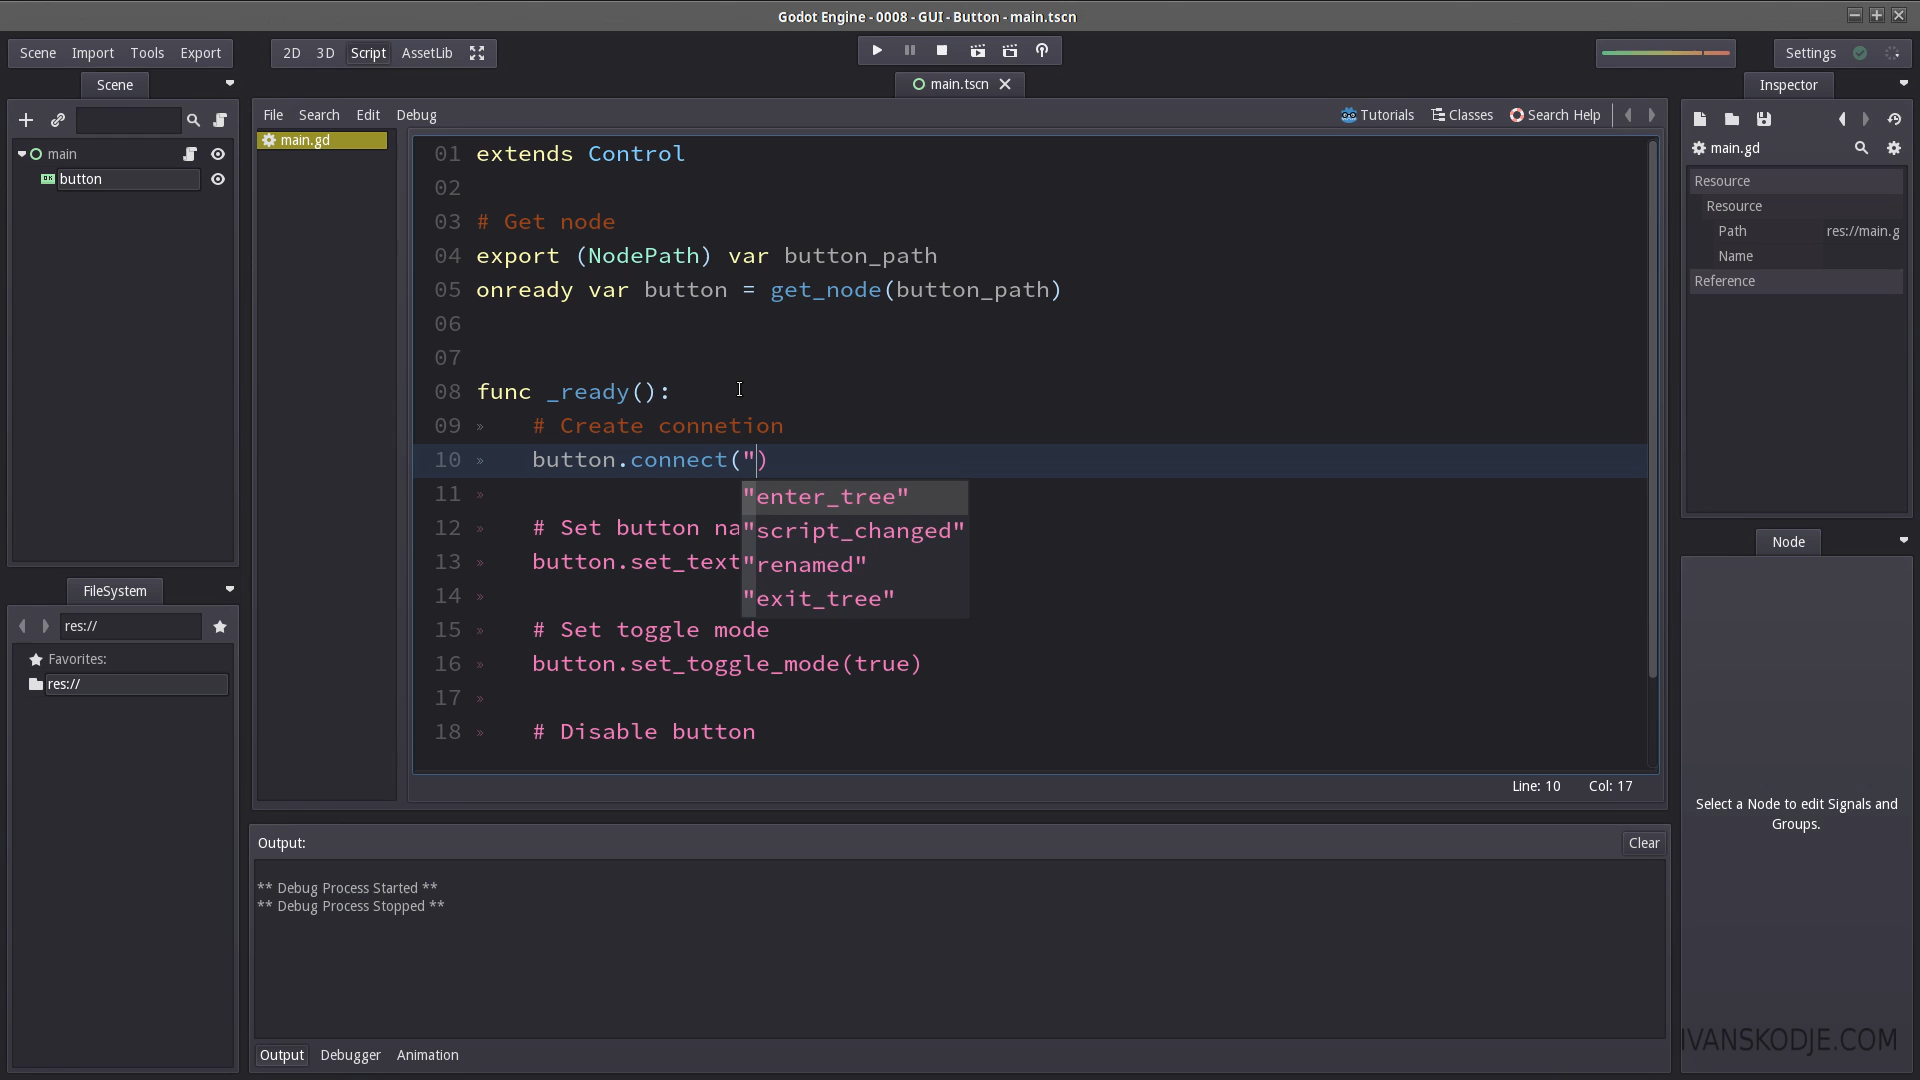 Godot Engine - 0008 - GUI - Button - main.tscn
Scene Import Tools Export
2D 3D Script AssetLib
Settings
Scene
main.tscn
Inspector
File Search Edit Debug
Tutorials Classes Search Help
main
button
main.gd
main.gd
Resource
Resource
Path res://main.g
Name
Reference
01 extends Control
02
03 # Get node
04 export (NodePath) var button_path
05 onready var button = get_node(button_path)
06
07
08 func _ready():
09 # Create connetion
10 button.connect(")
"enter_tree"
"script_changed"
"renamed"
"exit_tree"
11
12 # Set button na
13 button.set_text
14
15 # Set toggle mode
16 button.set_toggle_mode(true)
17
18 # Disable button
Line: 10 Col: 17
FileSystem
res://
Favorites:
res://
Node
Select a Node to edit Signals and
Groups.
Output:
Clear
** Debug Process Started **
** Debug Process Stopped **
Output Debugger Animation
IVANSKODJE.COM